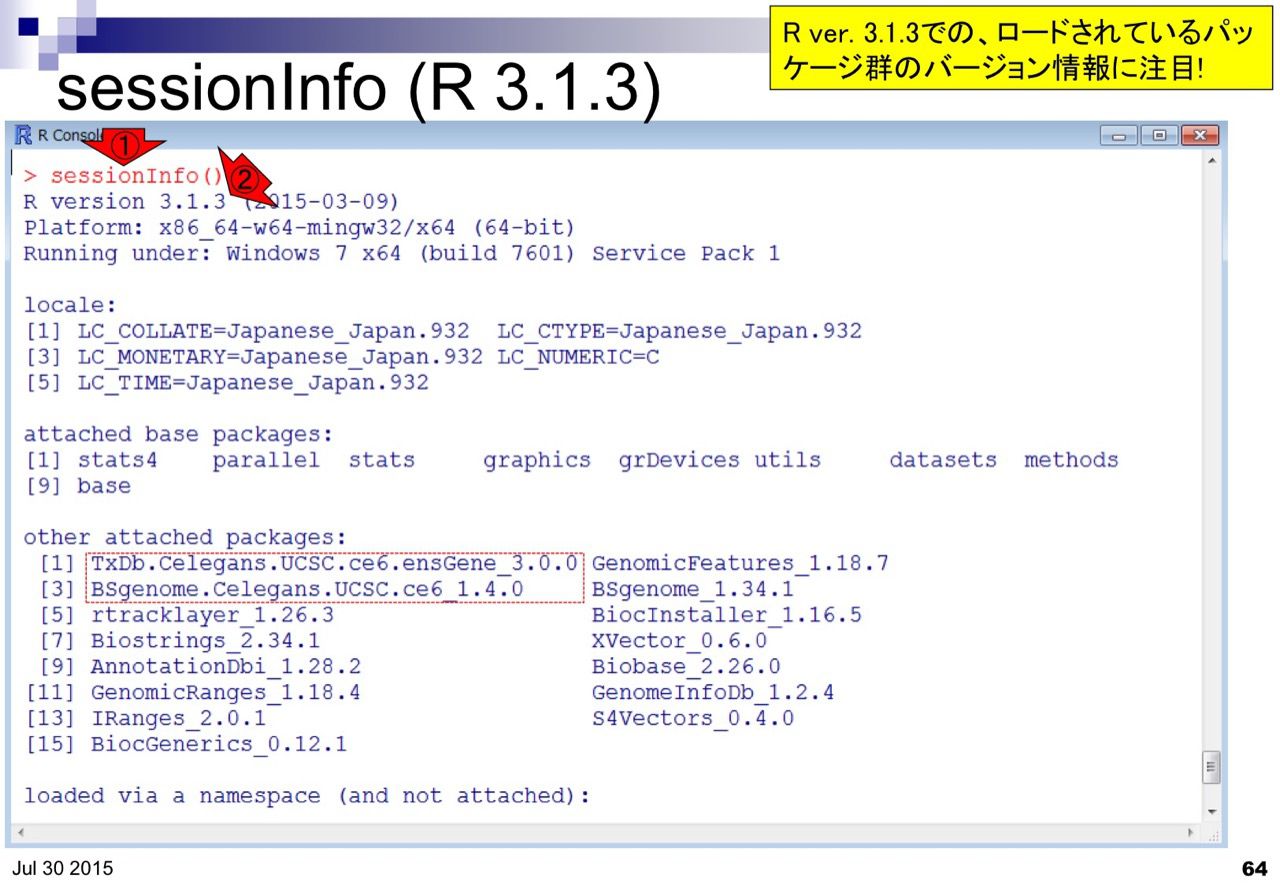 R ver. 3.1.3での、ロードされているパッ
ケージ群のバージョン情報に注目!
sessionInfo (R 3.1.3)
R Console
①
②
> sessionInfo()
R version 3.1.3 (2015-03-09)
Platform: x86_64-w64-mingw32/x64 (64-bit)
Running under: Windows 7 x64 (build 7601) Service Pack 1
locale:
[1] LC_COLLATE=Japanese_Japan.932  LC_CTYPE=Japanese_Japan.932
[3] LC_MONETARY=Japanese_Japan.932 LC_NUMERIC=C
[5] LC_TIME=Japanese_Japan.932
attached base packages:
[1] stats4    parallel  stats     graphics  grDevices utils     datasets  methods
[9] base
other attached packages:
[1] TxDb.Celegans.UCSC.ce6.ensGene_3.0.0 GenomicFeatures_1.18.7
[3] BSgenome.Celegans.UCSC.ce6_1.4.0     BSgenome_1.34.1
[5] rtracklayer_1.26.3                   BiocInstaller_1.16.5
[7] Biostrings_2.34.1                    XVector_0.6.0
[9] AnnotationDbi_1.28.2                 Biobase_2.26.0
[11] GenomicRanges_1.18.4                 GenomeInfoDb_1.2.4
[13] IRanges_2.0.1                        S4Vectors_0.4.0
[15] BiocGenerics_0.12.1
loaded via a namespace (and not attached):
Jul 30 2015
64